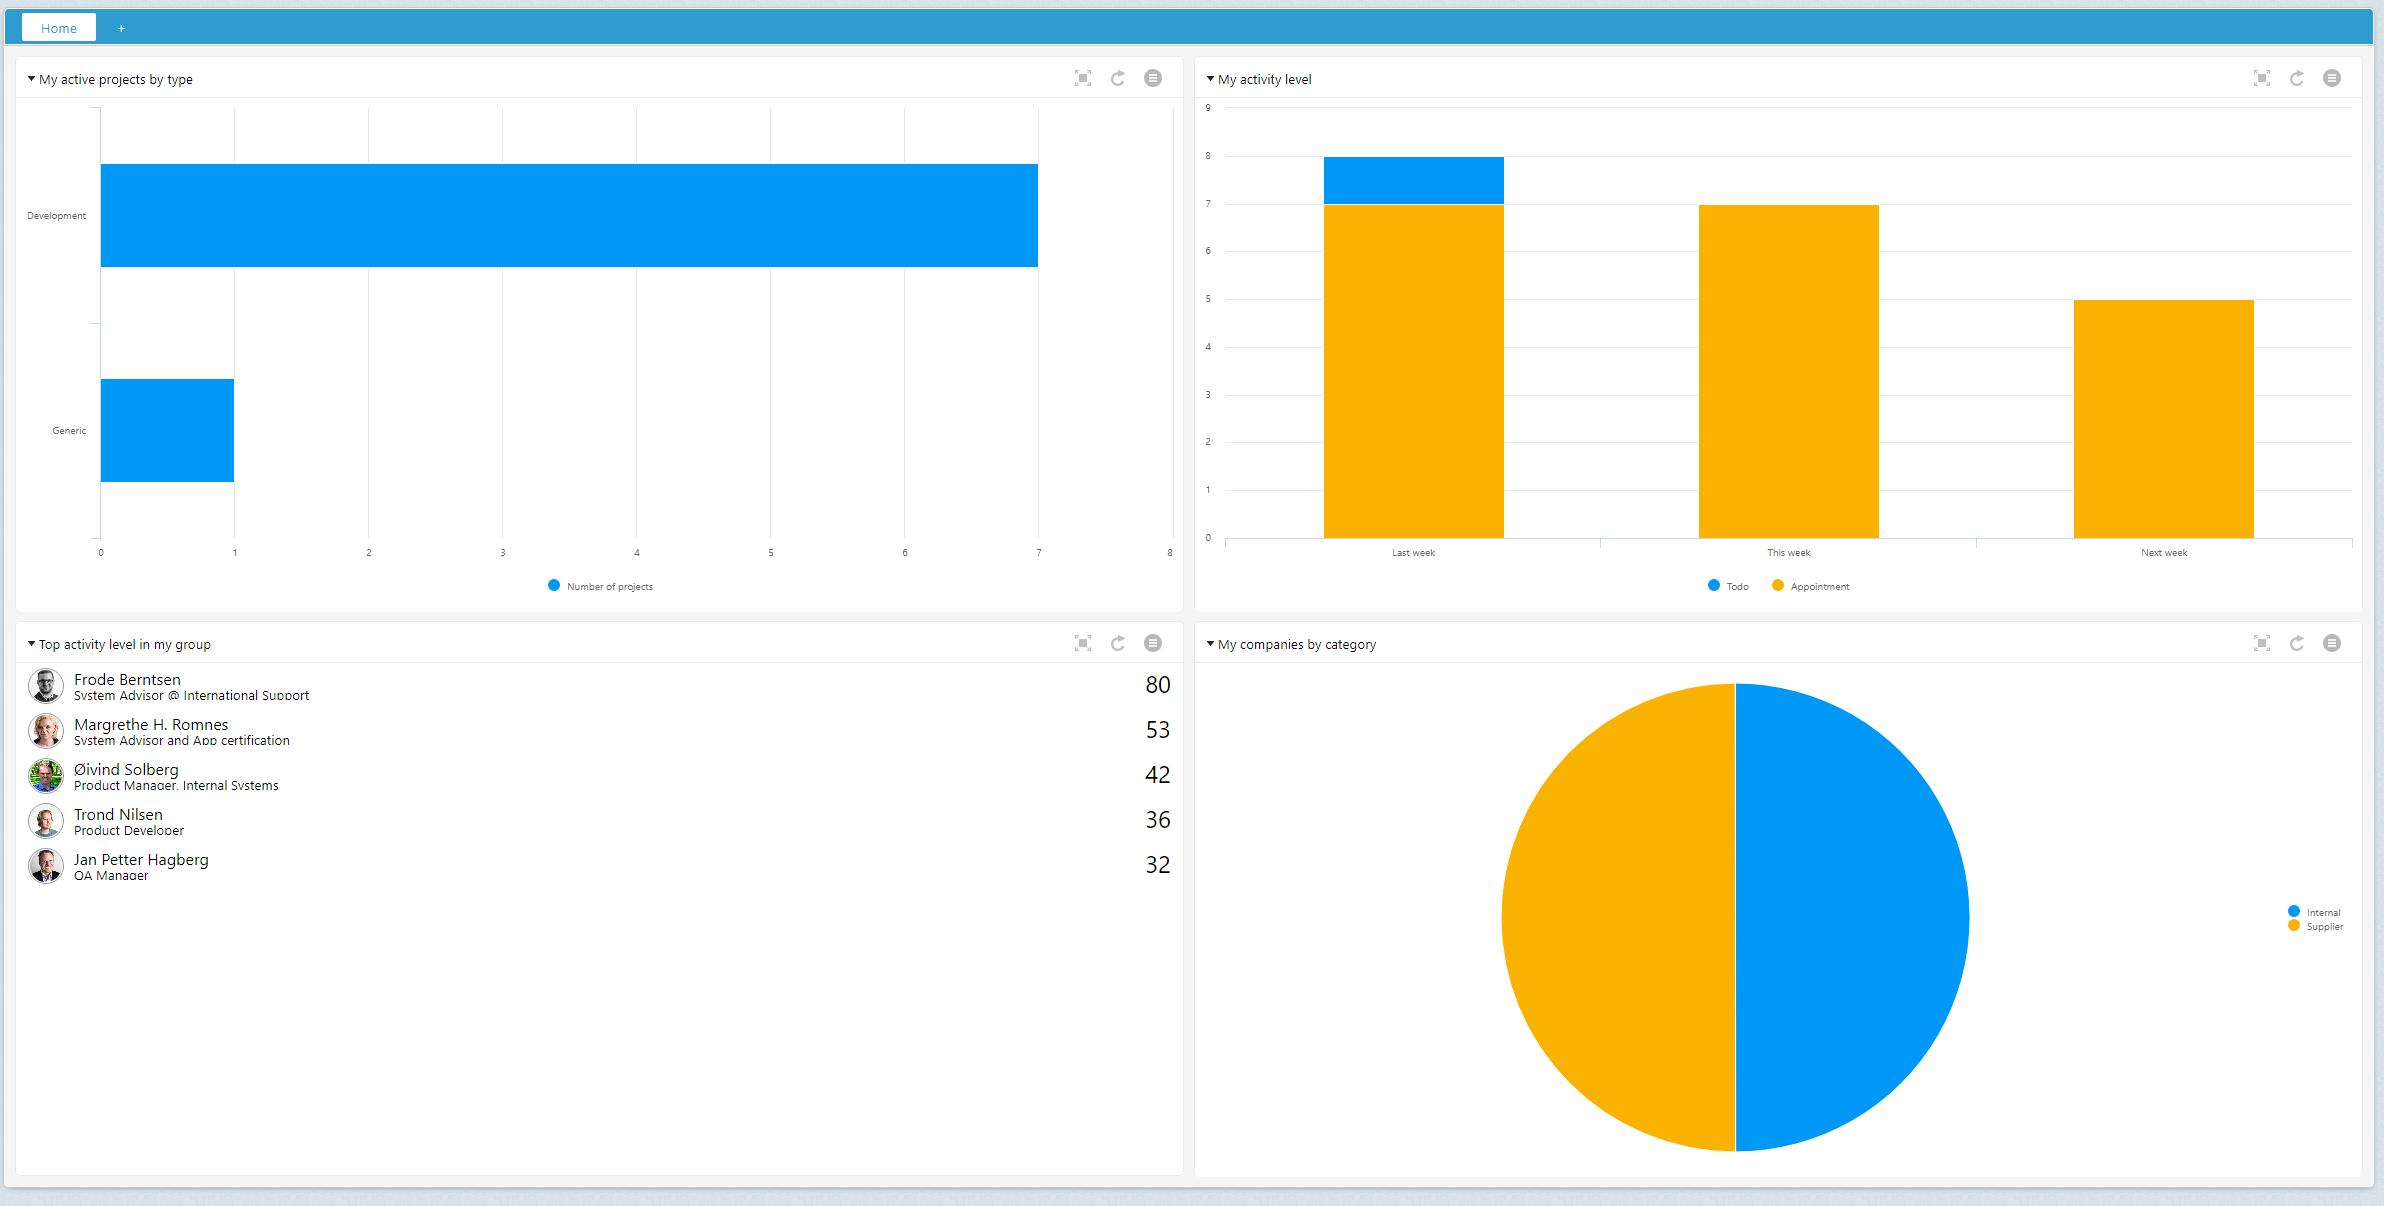 Home +
My active projects by type
Development
Generic
0 1 2 3 4 5 6 7 8
Number of projects
My activity level
9
8
7
6
5
4
3
2
1
0
Last week This week Next week
Todo Appointment
Top activity level in my group
Frode Berntsen
System Advisor @ International Support
80
Margrethe H. Romnes
System Advisor and App certification
53
Øivind Solberg
Product Manager, Internal Systems
42
Trond Nilsen
Product Developer
36
Jan Petter Hagberg
QA Manager
32
My companies by category
Internal
Supplier